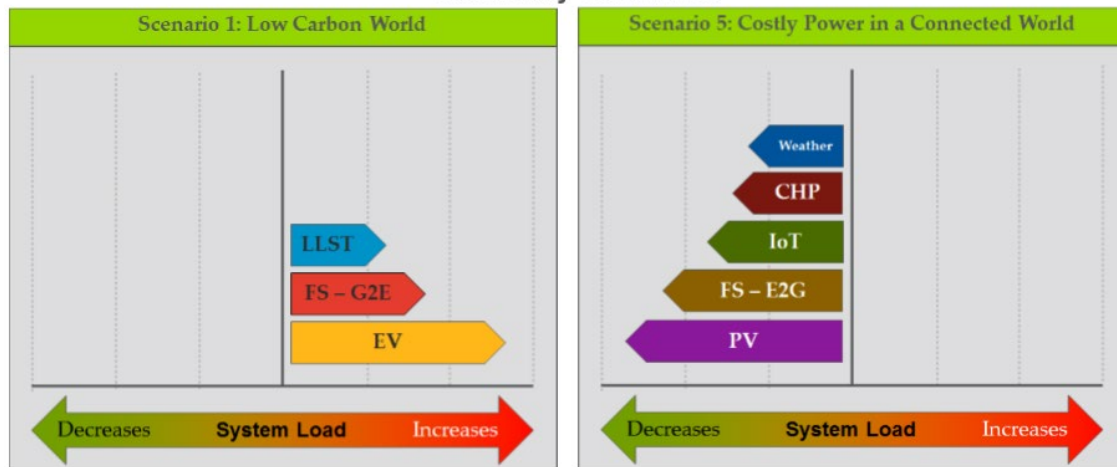 Scenario 1: Low Carbon World
LLST
FS – G2E
EV
Decreases System Load Increases
Scenario 5: Costly Power in a Connected World
Weather
CHP
IoT
FS – E2G
PV
Decreases System Load Increases